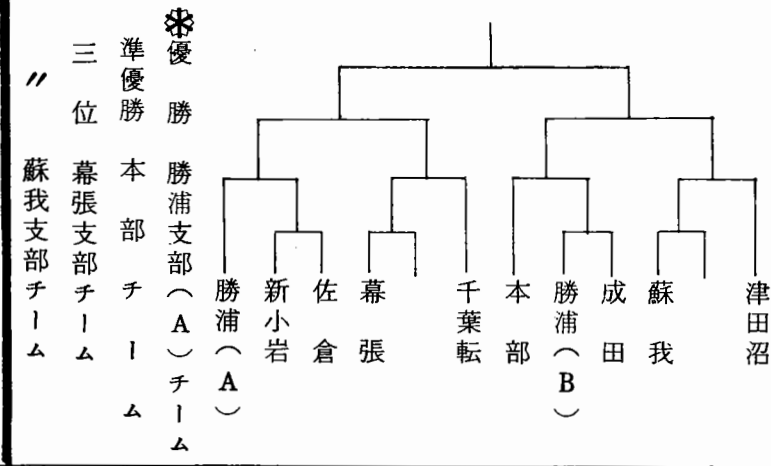 津田沼
蘇我
成田
勝浦（B）
本部
千葉転
幕張
佐倉
新小岩
勝浦（A）
優勝　勝浦支部（A）チーム
準優勝　本部チーム
三位　幕張支部チーム
〃　蘇我支部チーム